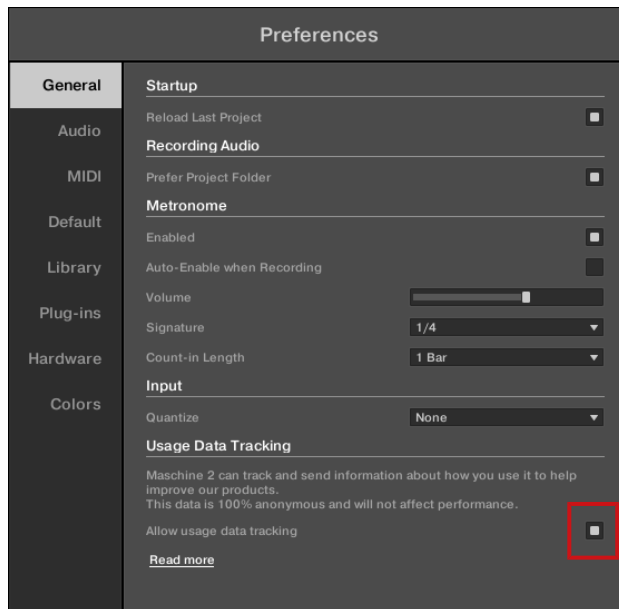 Preferences
General
Audio
MIDI
Default
Library
Plug-ins
Hardware
Colors
Startup
Reload Last Project
Recording Audio
Prefer Project Folder
Metronome
Enabled
Auto-Enable when Recording
Volume
Signature 1/4
Count-in Length 1 Bar
Input
Quantize None
Usage Data Tracking
Maschine 2 can track and send information about how you use it to help
improve our products.
This data is 100% anonymous and will not affect performance.
Allow usage data tracking
Read more